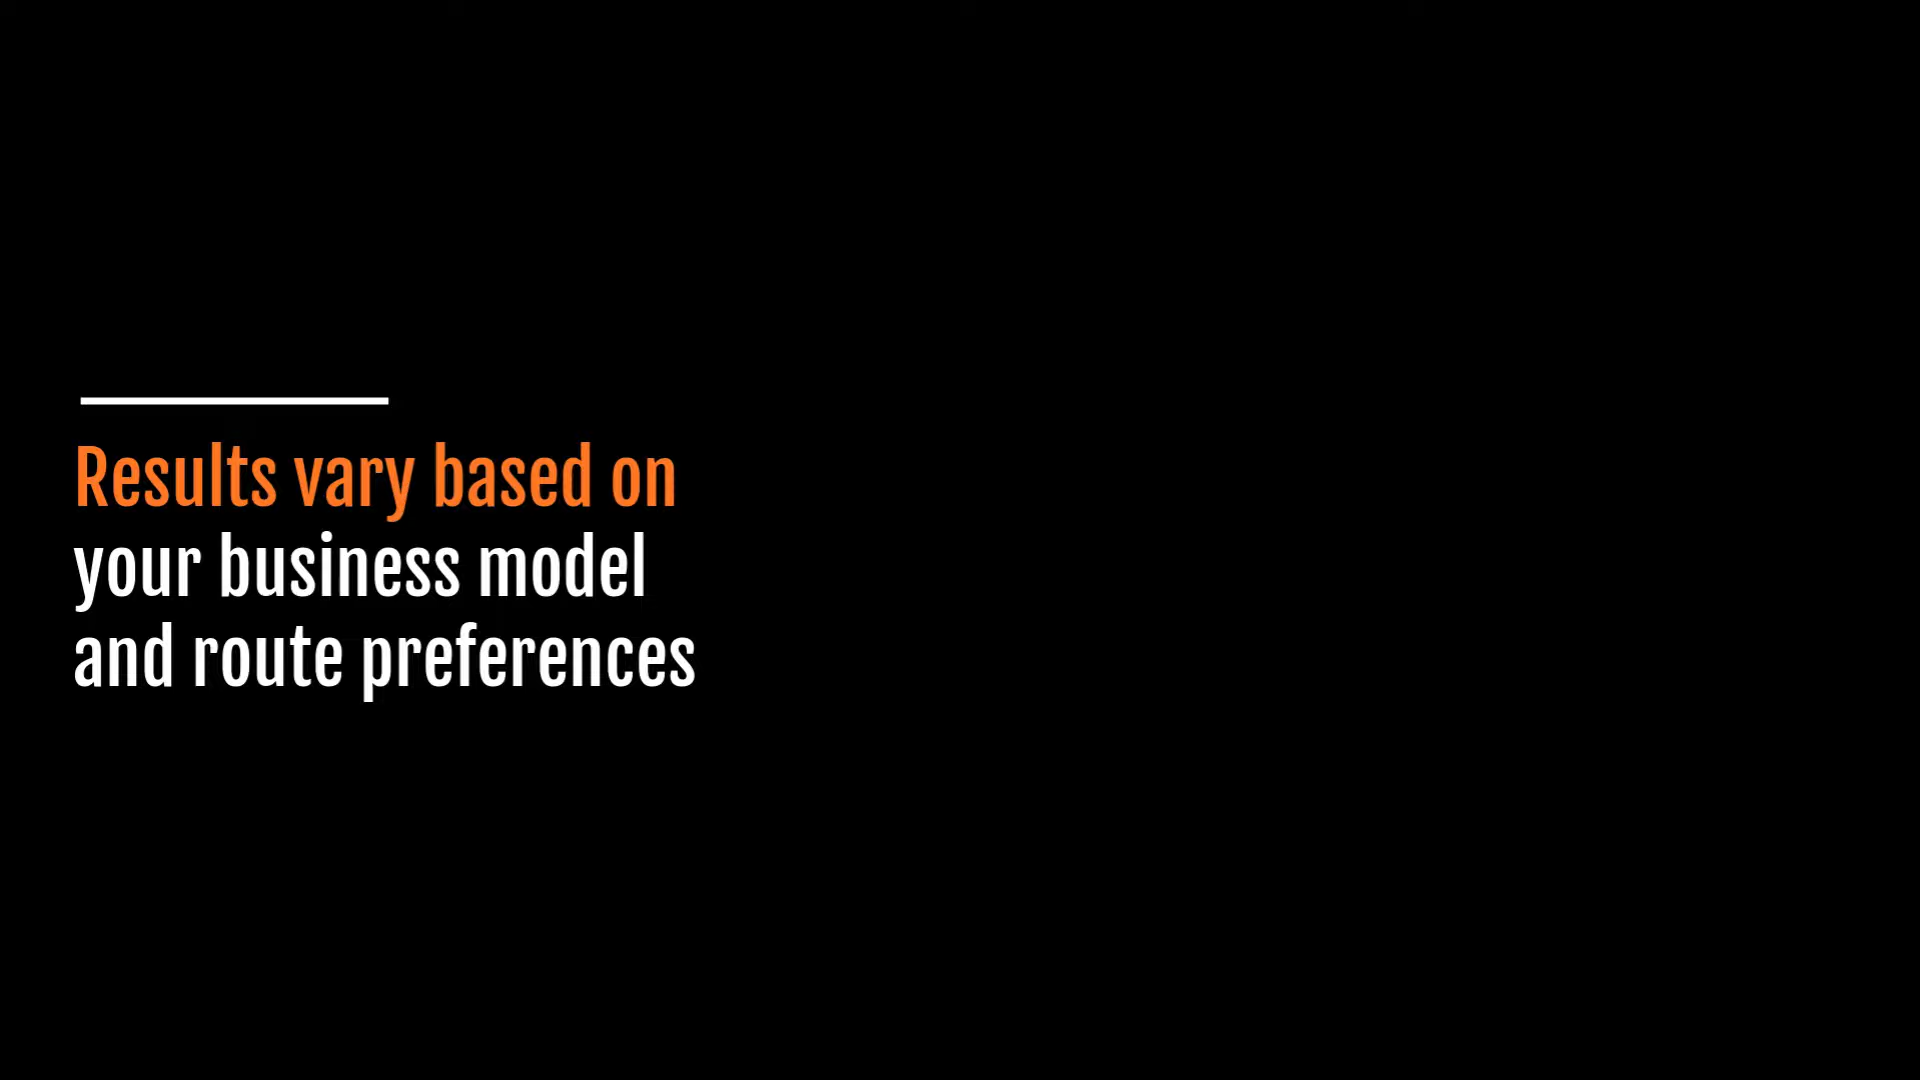 Results vary based on
your business model
and route preferences